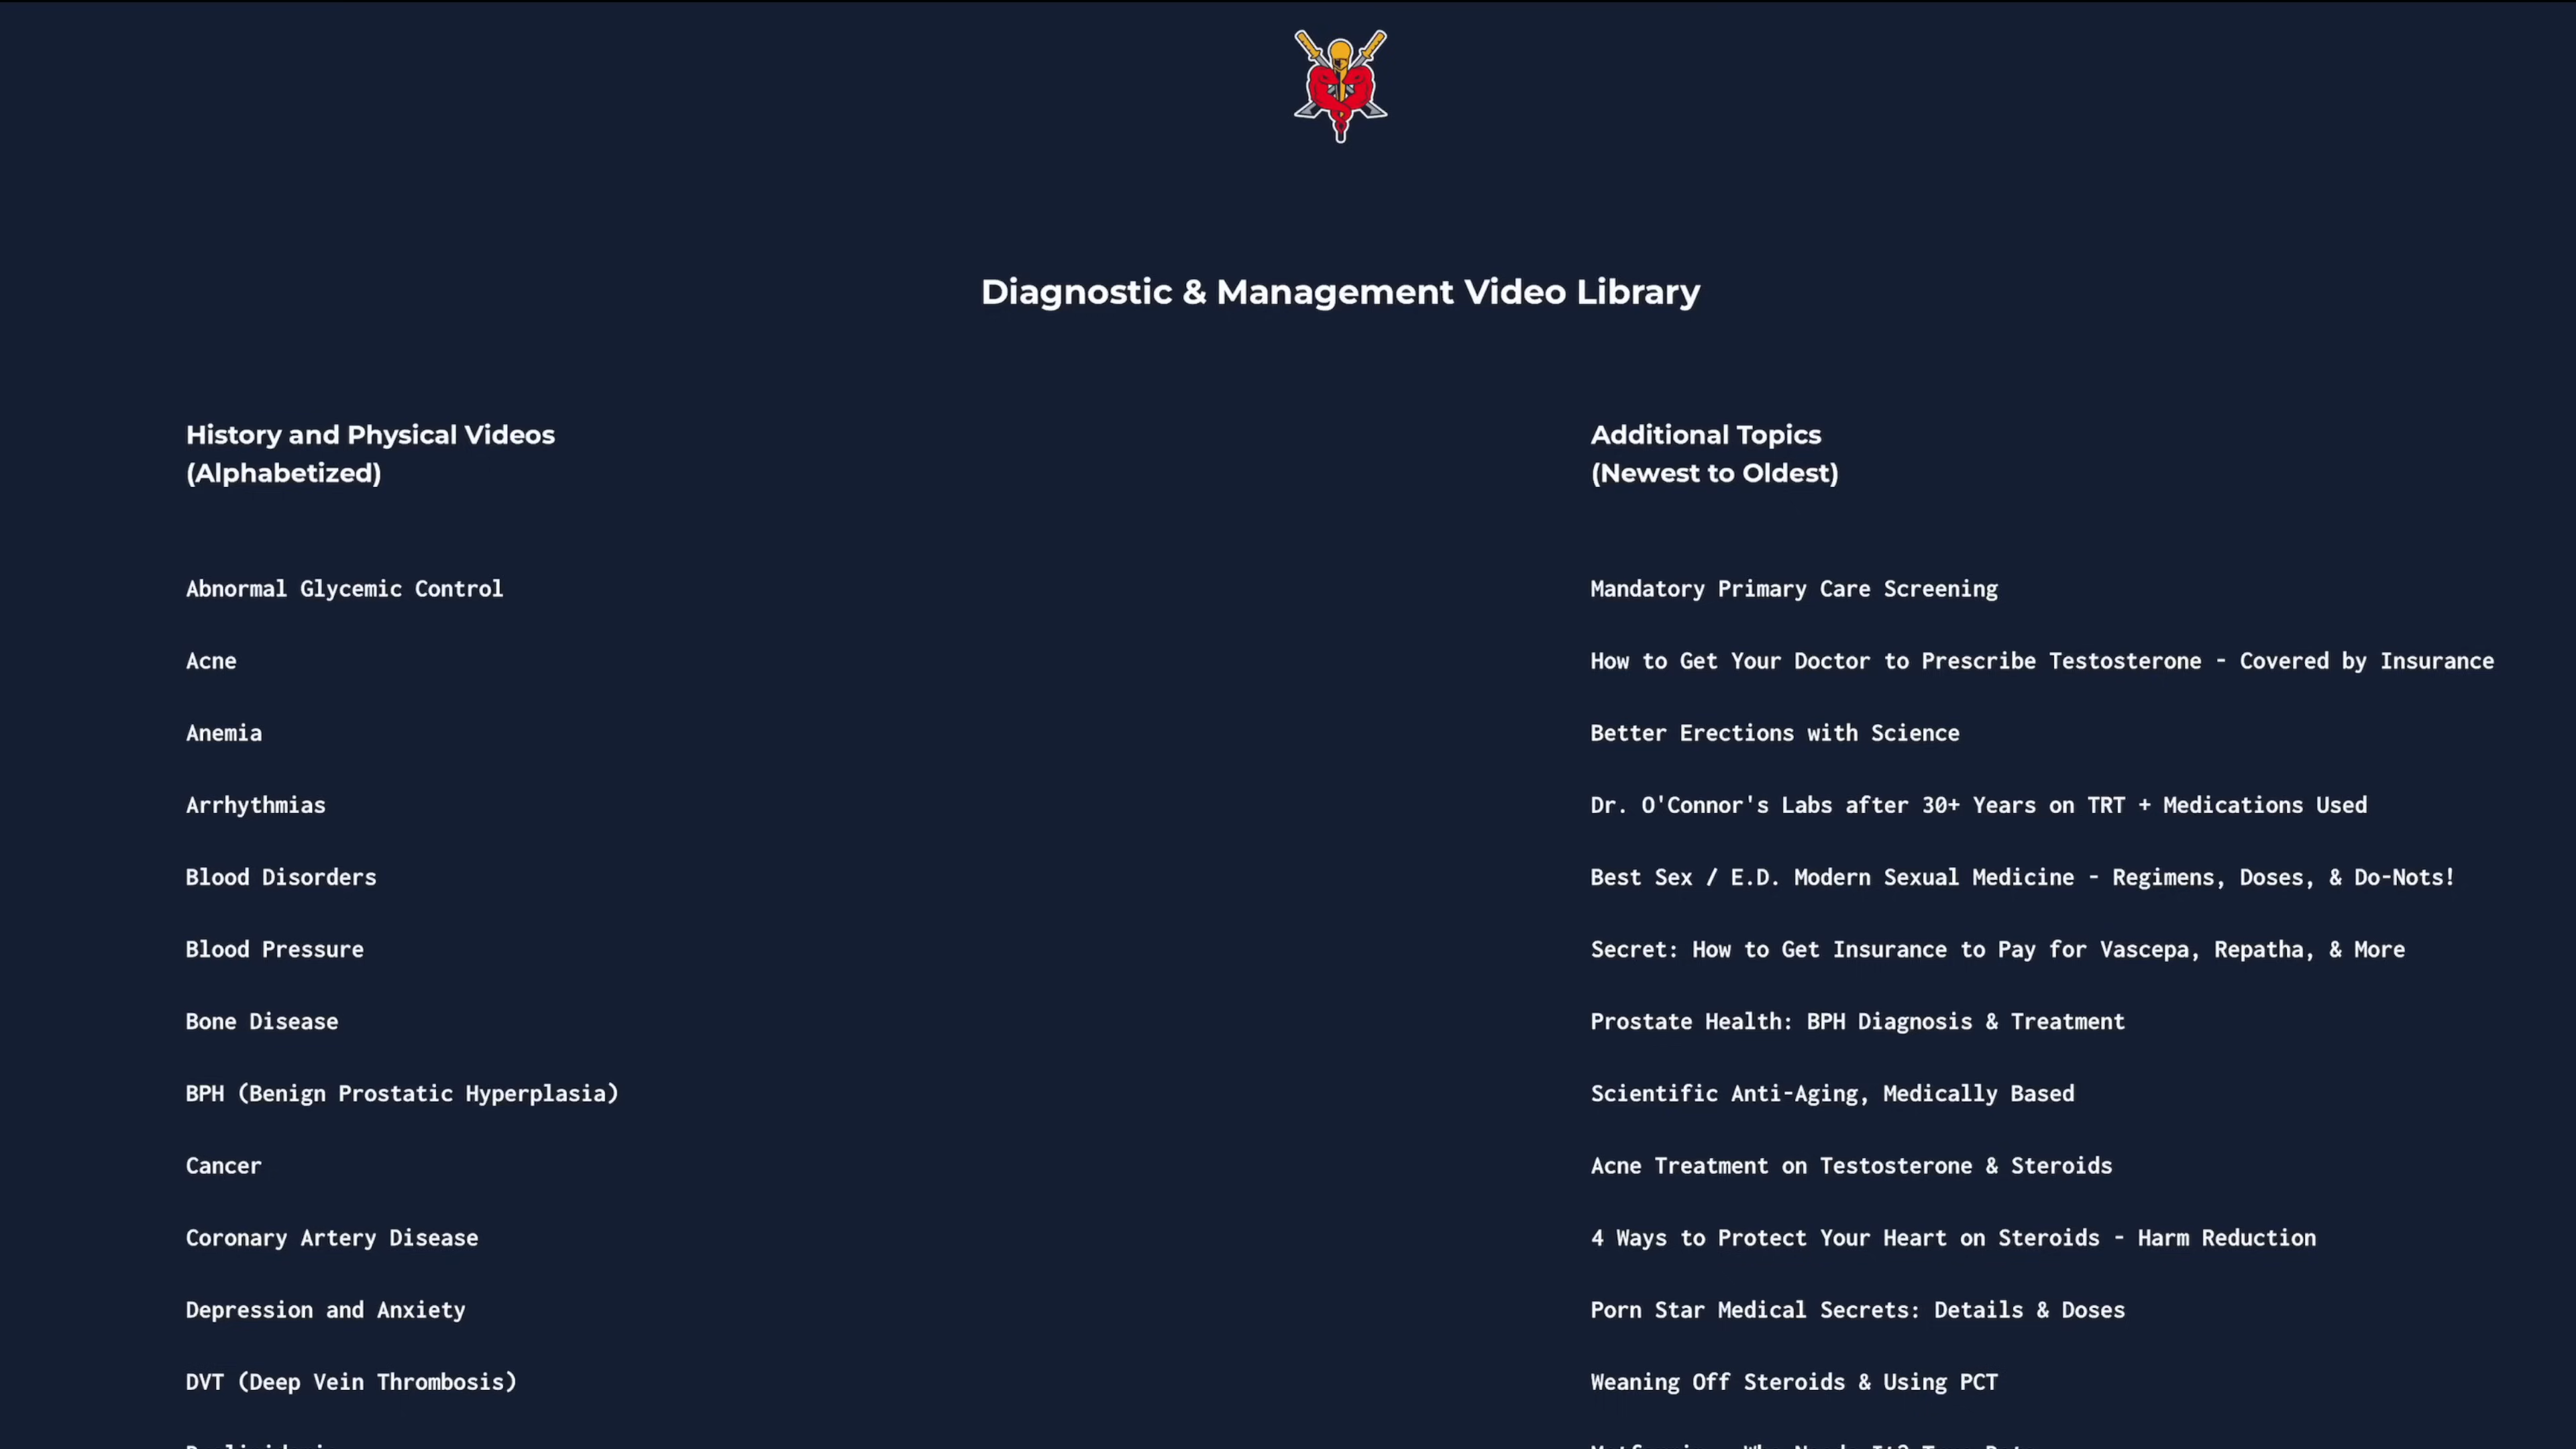 Diagnostic & Management Video Library
History and Physical Videos
(Alphabetized)
Abnormal Glycemic Control
Acne
Anemia
Arrhythmias
Blood Disorders
Blood Pressure
Bone Disease
BPH (Benign Prostatic Hyperplasia)
Cancer
Coronary Artery Disease
Depression and Anxiety
DVT (Deep Vein Thrombosis)
Additional Topics
(Newest to Oldest)
Mandatory Primary Care Screening
How to Get Your Doctor to Prescribe Testosterone - Covered by Insurance
Better Erections with Science
Dr. O'Connor's Labs after 30+ Years on TRT + Medications Used
Best Sex / E.D. Modern Sexual Medicine - Regimens, Doses, & Do-Nots!
Secret: How to Get Insurance to Pay for Vascepa, Repatha, & More
Prostate Health: BPH Diagnosis & Treatment
Scientific Anti-Aging, Medically Based
Acne Treatment on Testosterone & Steroids
4 Ways to Protect Your Heart on Steroids - Harm Reduction
Porn Star Medical Secrets: Details & Doses
Weaning Off Steroids & Using PCT